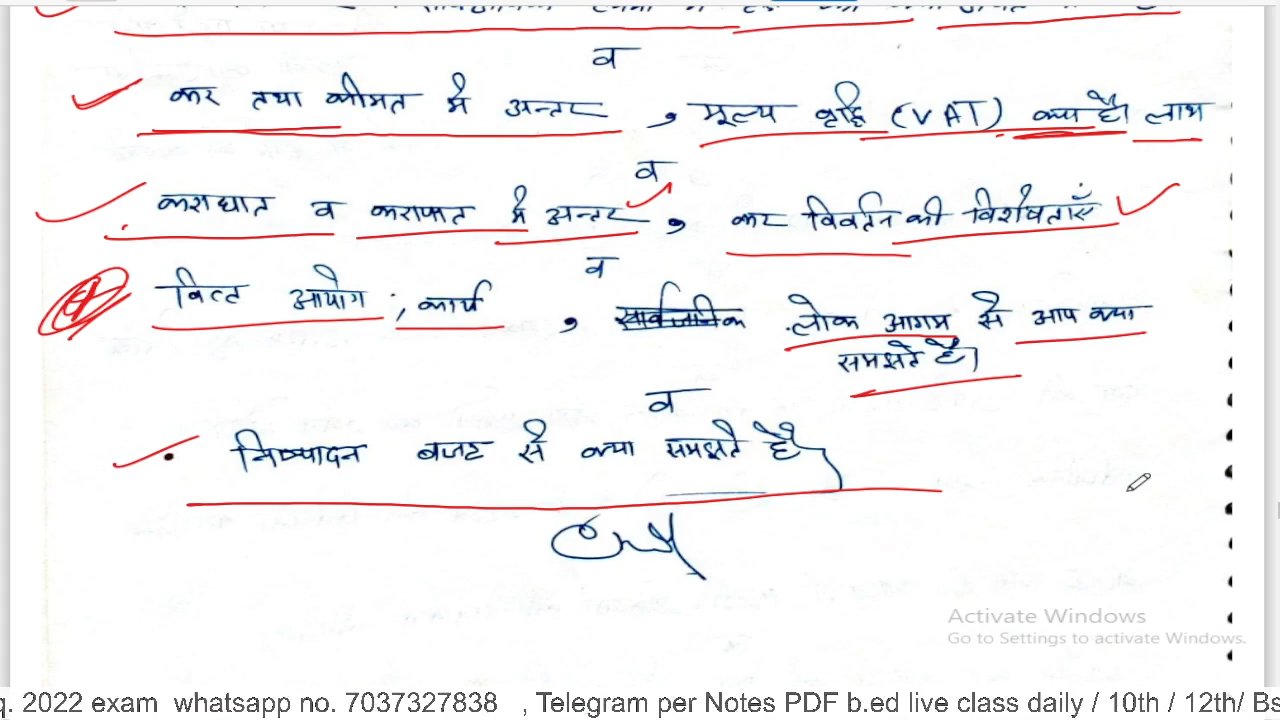 व
कर तथा कीमत में अन्तर , मूल्य वृद्धि (VAT) क्या है। लाभ
व
कराघात व करापात में अन्तर , कर विवर्तन की विशेषताएँ
वित्त आयोग ; कार्य , सार्वजनिक लोक आगम से आप क्या
व
समझते है।
व
निष्पादन बजट से क्या समझते है?
Activate Windows
Go to Settings to activate Windows.
q. 2022 exam whatsapp no. 7037327838 , Telegram per Notes PDF b.ed live class daily / 10th / 12th/ Bs